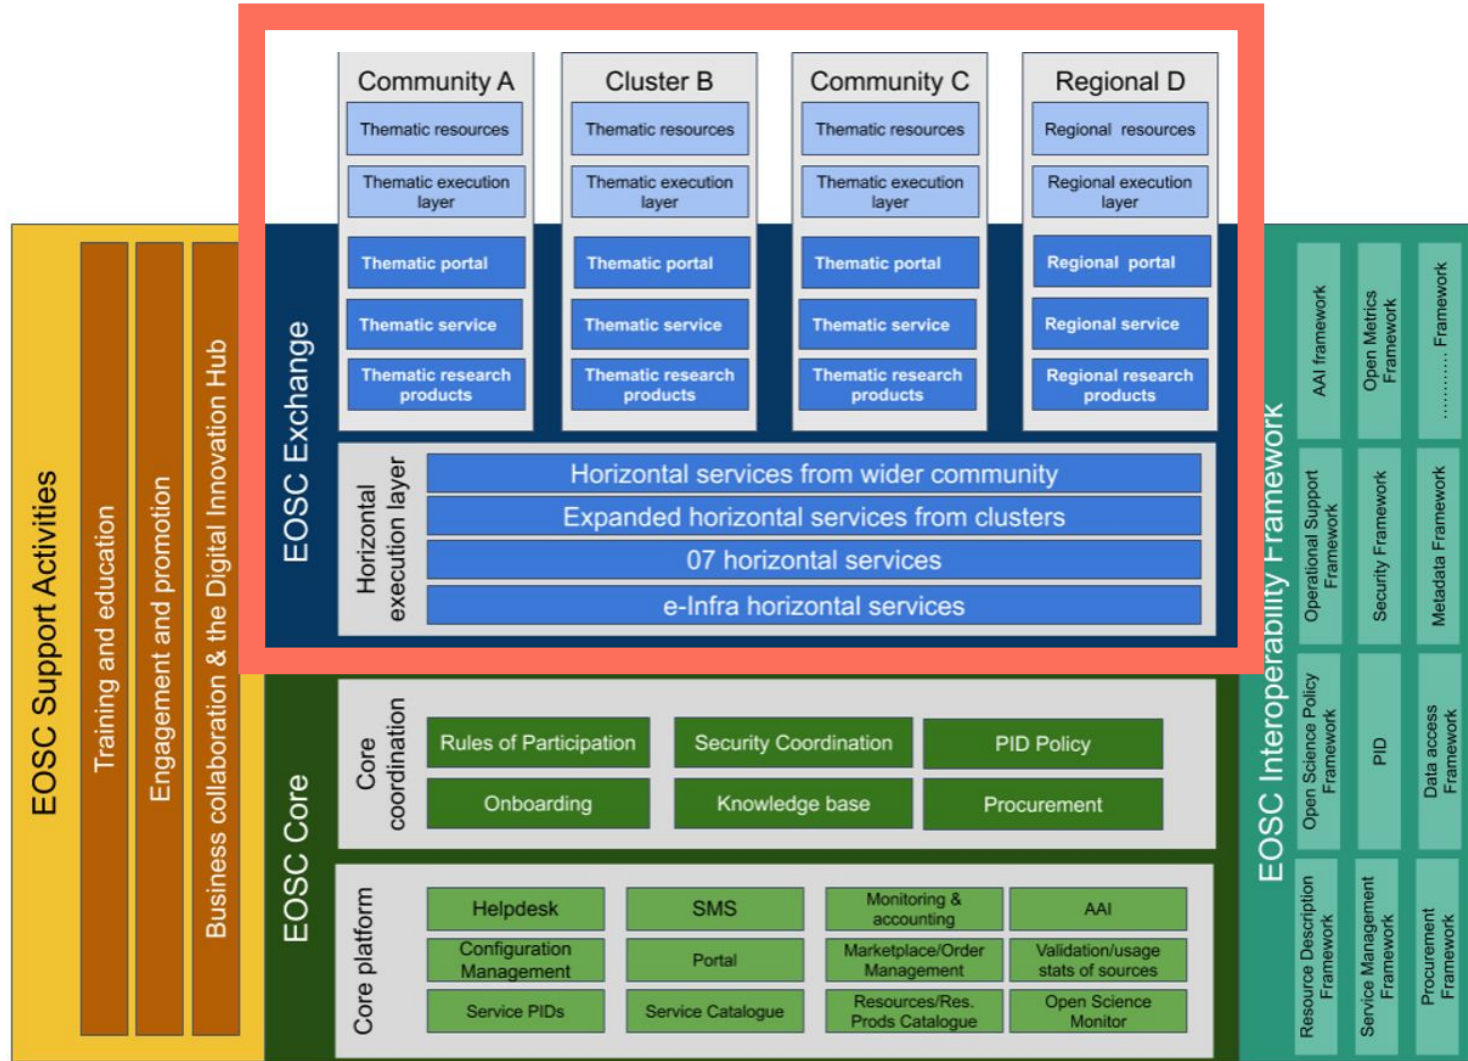 EOSC Support Activities
Training and education
Engagement and promotion
Business collaboration & the Digital Innovation Hub
EOSC Exchange
Community A
Thematic resources
Thematic execution
layer
Thematic portal
Thematic service
Thematic research
products
Cluster B
Thematic resources
Thematic execution
layer
Thematic portal
Thematic service
Thematic research
products
Community C
Thematic resources
Thematic execution
layer
Thematic portal
Thematic service
Thematic research
products
Regional D
Regional resources
Regional execution
layer
Regional portal
Regional service
Regional research
products
Horizontal
execution layer
Horizontal services from wider community
Expanded horizontal services from clusters
07 horizontal services
e-Infra horizontal services
EOSC Core
Core
coordination
Rules of Participation
Security Coordination
PID Policy
Onboarding
Knowledge base
Procurement
Core platform
Helpdesk
SMS
Monitoring &
accounting
AAI
Configuration
Management
Portal
Marketplace/Order
Management
Validation/usage
stats of sources
Service PIDs
Service Catalogue
Resources/Res.
Prods Catalogue
Open Science
Monitor
EOSC Interoperability Framework
AAI framework
Open Metrics
Framework
........... Framework
Operational Support
Framework
Security Framework
Metadata Framework
Open Science Policy
Framework
PID
Data access
Framework
Resource Description
Framework
Service Management
Framework
Procurement
Framework